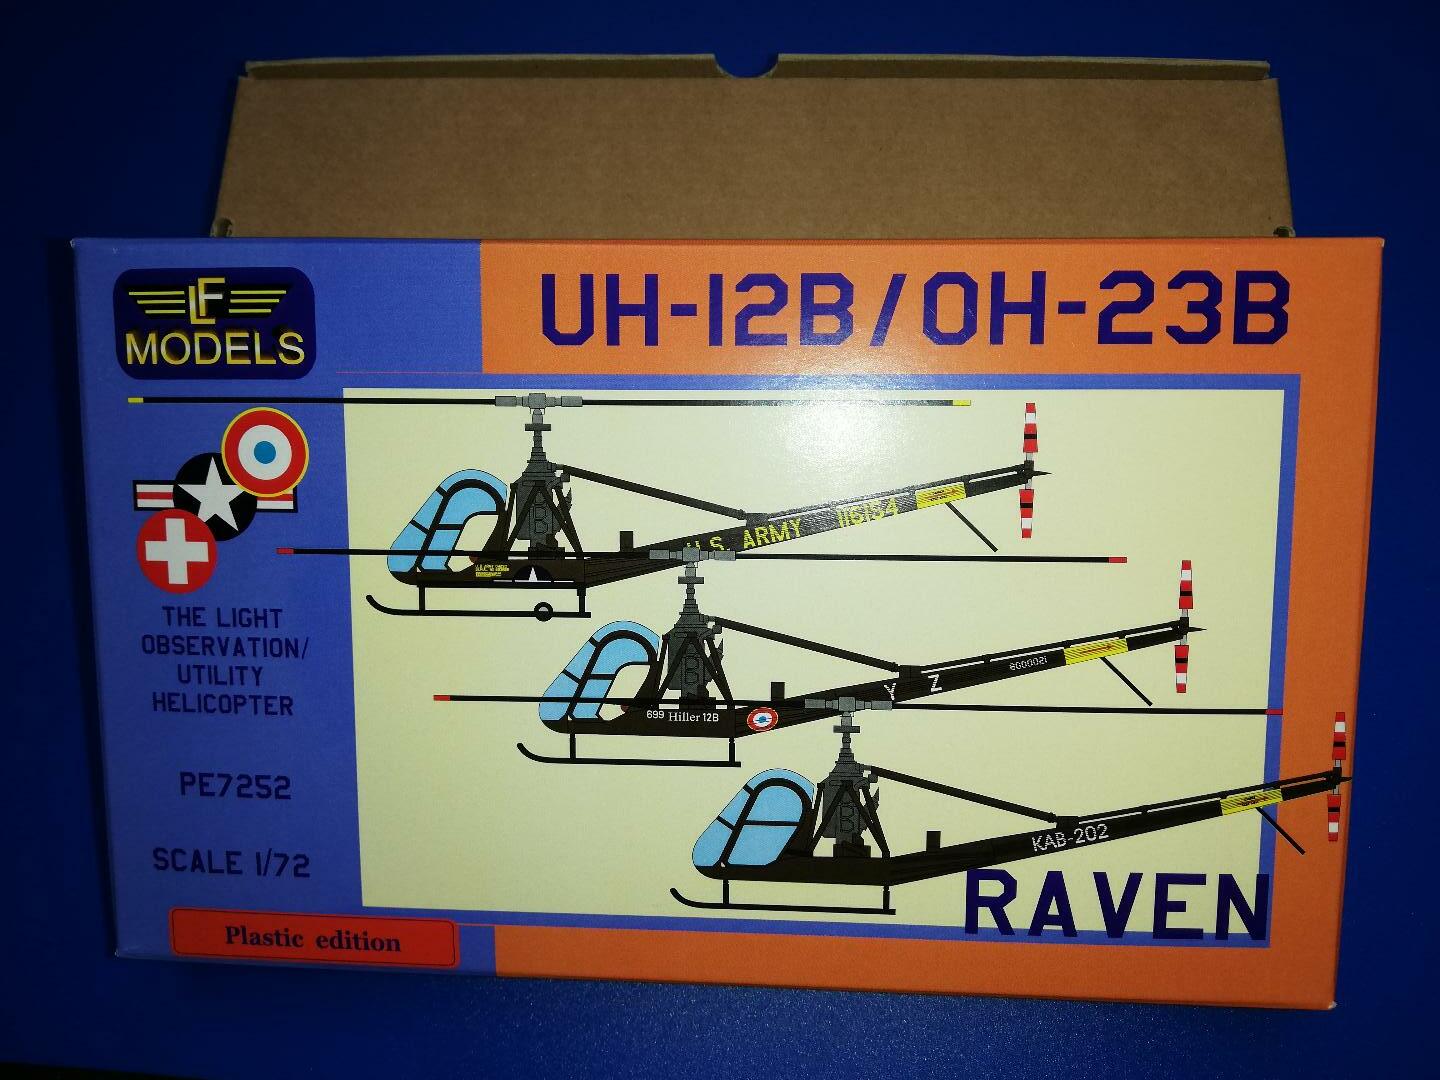 LF
MODELS
UH-12B/OH-23B
THE LIGHT
OBSERVATION/
UTILITY
HELICOPTER
PE7252
SCALE 1/72
Plastic edition
U.S. ARMY 116154
B
699 Hiller 12B
Y Z
B
KAB-202
B
RAVEN